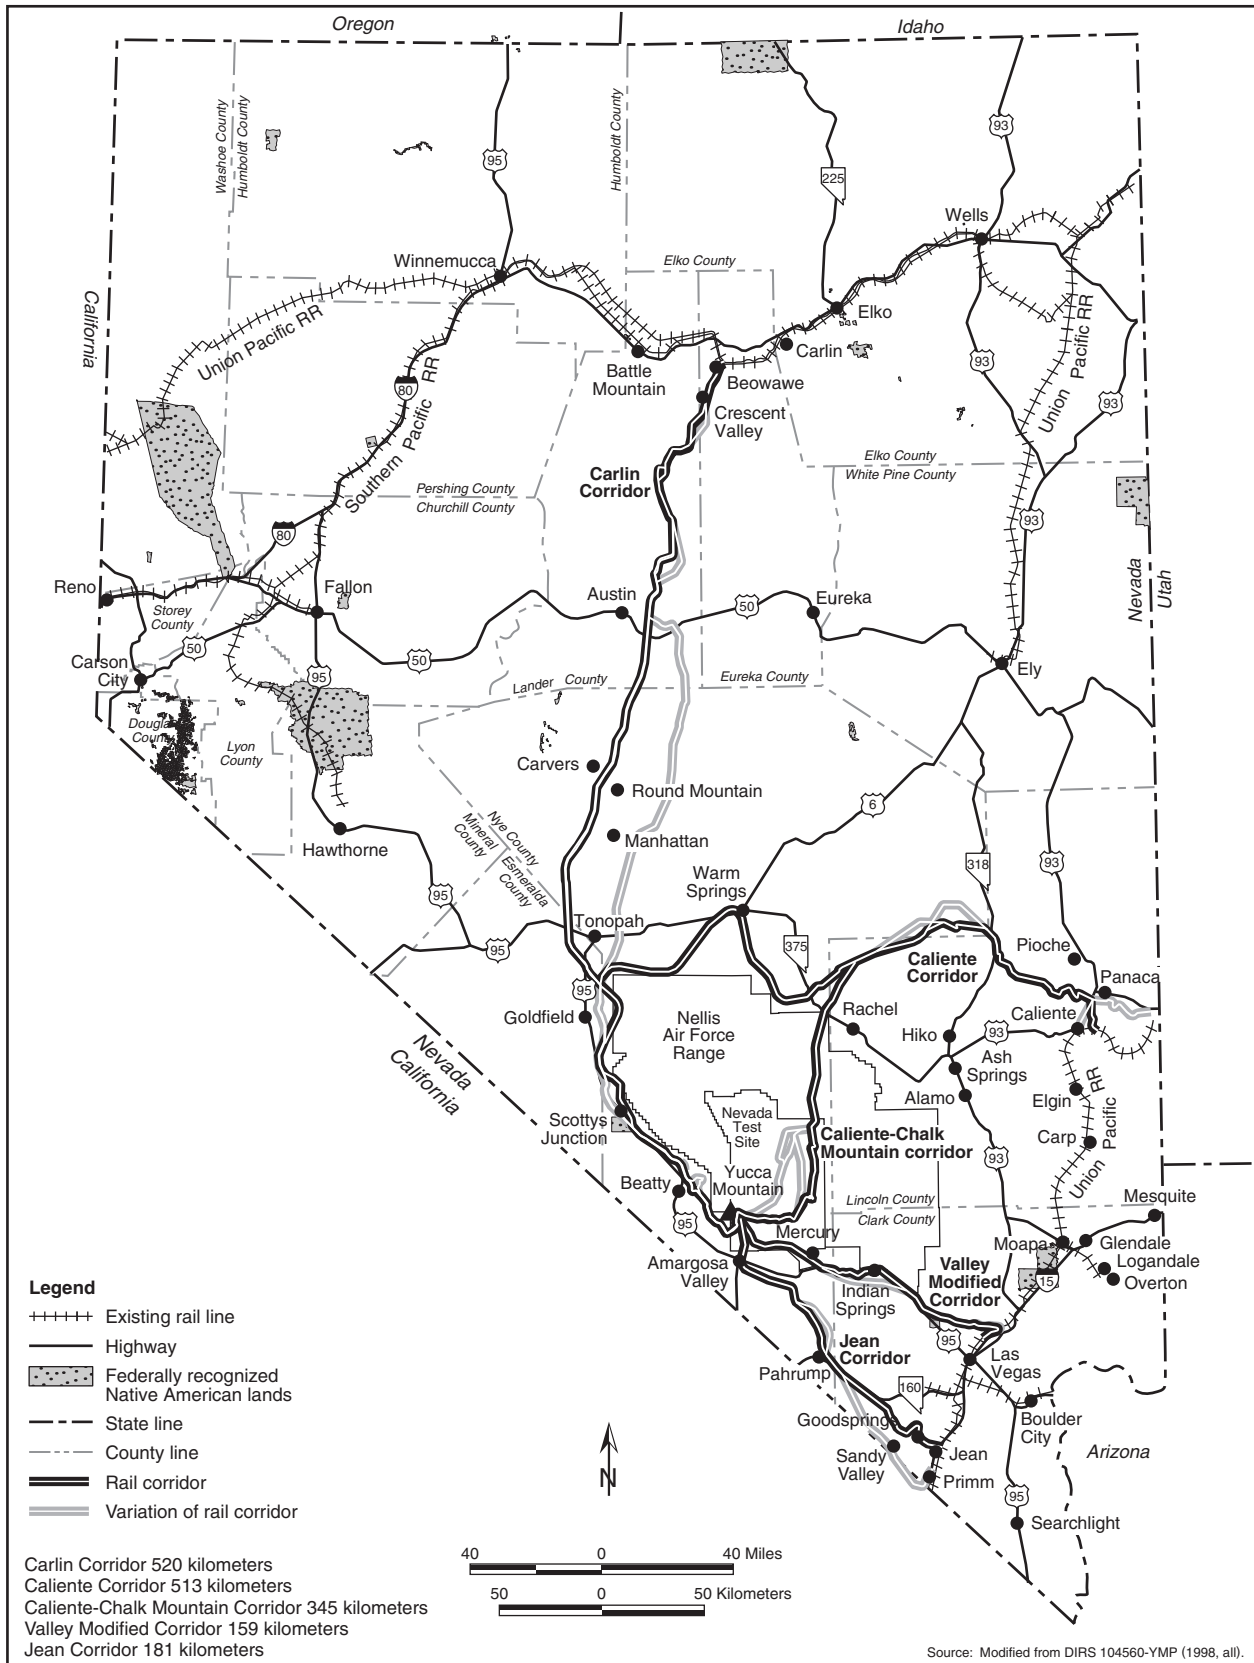 Oregon
Idaho
Washoe County
Humboldt County
Humboldt County
95
225
93
Wells
Winnemucca
Elko County
California
Union Pacific RR
Elko
Carlin
Battle
Mountain
Beowawe
Crescent
Valley
80
Southern Pacific RR
93
Union Pacific RR
93
Carlin
Corridor
Elko County
White Pine County
Pershing County
Churchill County
80
93
Nevada
Utah
Reno
Fallon
Storey
County
Austin
50
Eureka
50
Carson
City
95
50
Ely
Lander County
Eureka County
Douglas
County
Lyon
County
Carvers
Round Mountain
6
Nye County
Mineral
County
Esmeralda
County
Manhattan
Hawthorne
318
93
Warm
Springs
95
Tonopah
95
375
Caliente
Corridor
Pioche
Panaca
95
Goldfield
Nellis
Air Force
Range
Rachel
Hiko
93
Caliente
Nevada
California
Ash
Springs
Alamo
Elgin
Scottys
Junction
Nevada
Test
Site
Caliente-Chalk
Mountain corridor
Carp
Union Pacific RR
93
Beatty
Yucca
Mountain
Lincoln County
Clark County
Mesquite
95
Mercury
Moapa
Glendale
Logandale
Overton
Amargosa
Valley
Valley
Modified
Corridor
15
Indian
Springs
95
Jean
Corridor
Las
Vegas
Pahrump
160
Boulder
City
Goodsprings
Sandy
Valley
Jean
Primm
Arizona
95
Searchlight
Legend
Existing rail line
Highway
Federally recognized
Native American lands
State line
County line
Rail corridor
Variation of rail corridor
N
Carlin Corridor 520 kilometers
Caliente Corridor 513 kilometers
Caliente-Chalk Mountain Corridor 345 kilometers
Valley Modified Corridor 159 kilometers
Jean Corridor 181 kilometers
40 0 40 Miles
50 0 50 Kilometers
Source: Modified from DIRS 104560-YMP (1998, all).